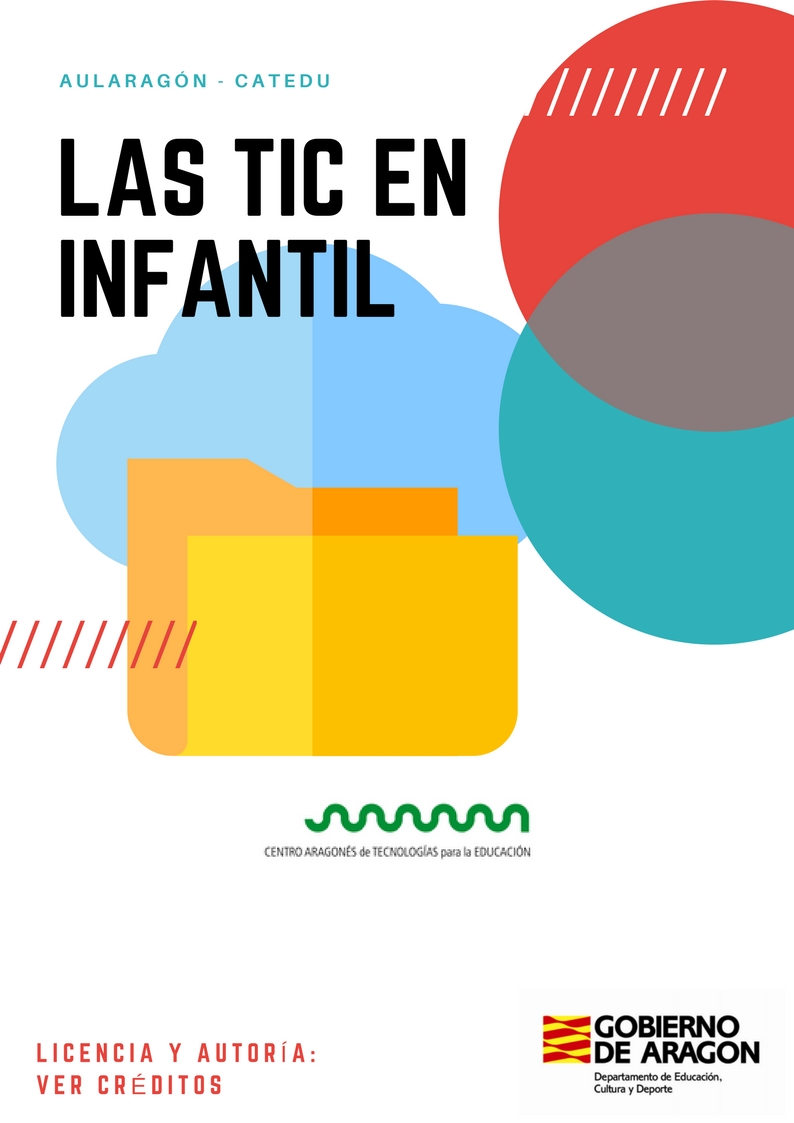 AULARAGÓN - CATEDU
LAS TIC EN
INFANTIL
CENTRO ARAGONÉS de TECNOLOGÍAS para la EDUCACIÓN
LICENCIA Y AUTORÍA:
VER CRÉDITOS
GOBIERNO
DE ARAGON
Departamento de Educación,
Cultura y Deporte